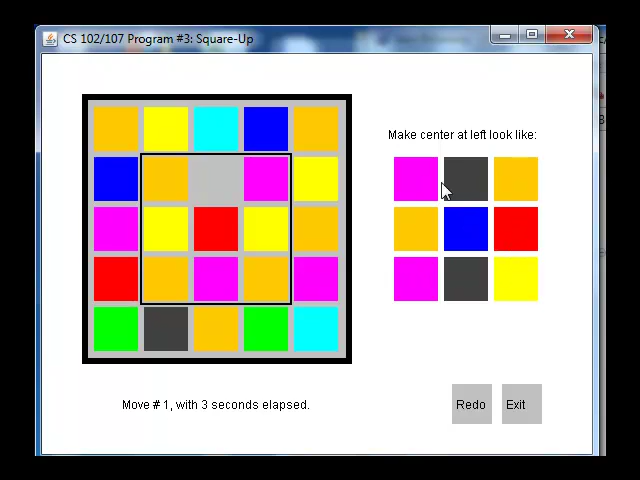 CS 102/107 Program #3: Square-Up
Make center at left look like:
Move # 1, with 3 seconds elapsed.
Redo
Exit